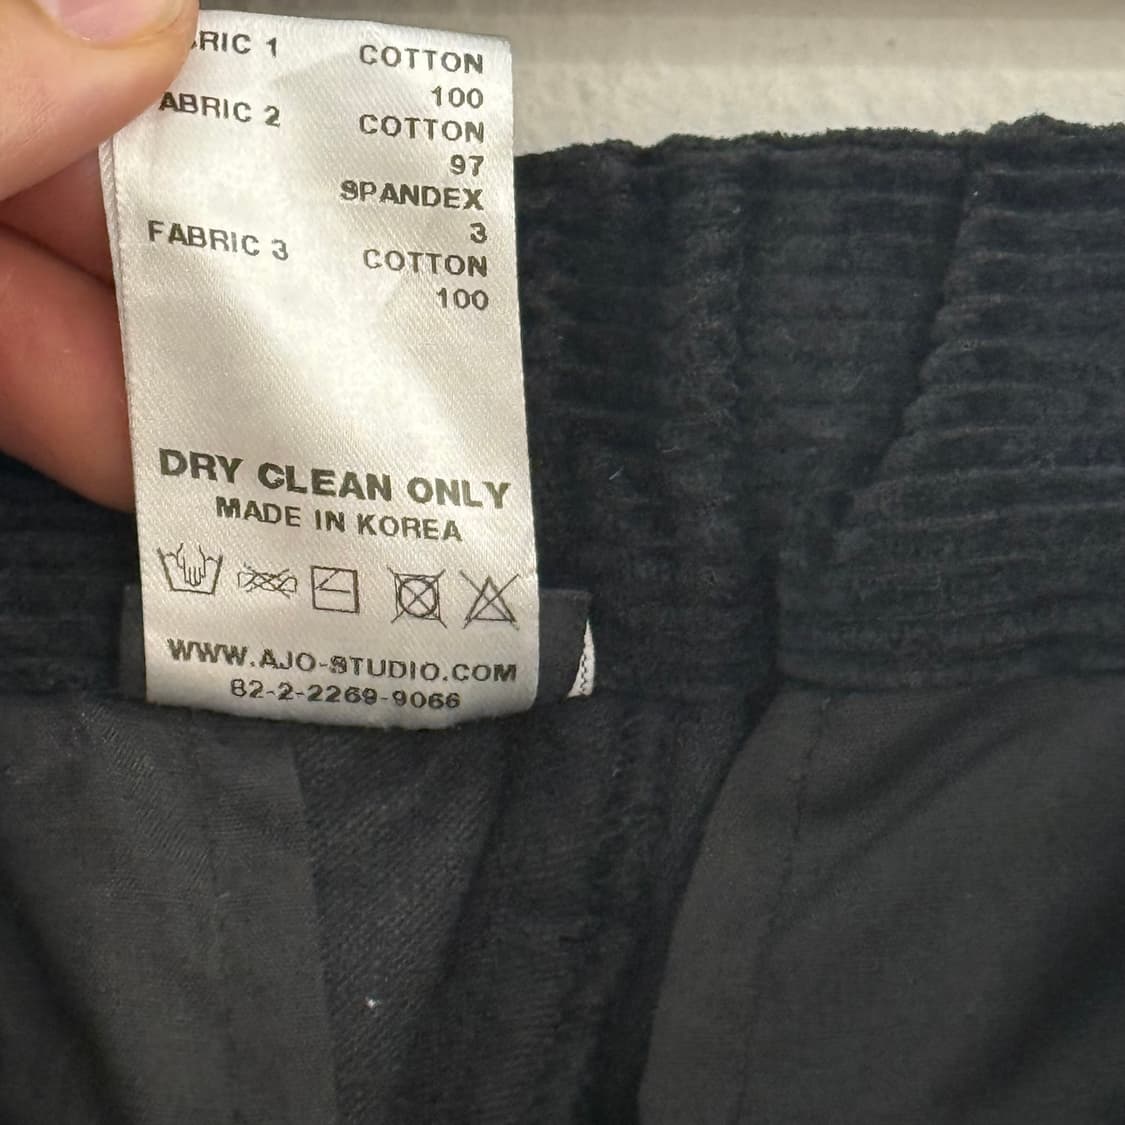 RIC 1 COTTON
100
ABRIC 2 COTTON
97
SPANDEX
3
FABRIC 3 COTTON
100
DRY CLEAN ONLY
MADE IN KOREA
WWW.AJO-STUDIO.COM
82-2-2269-9066